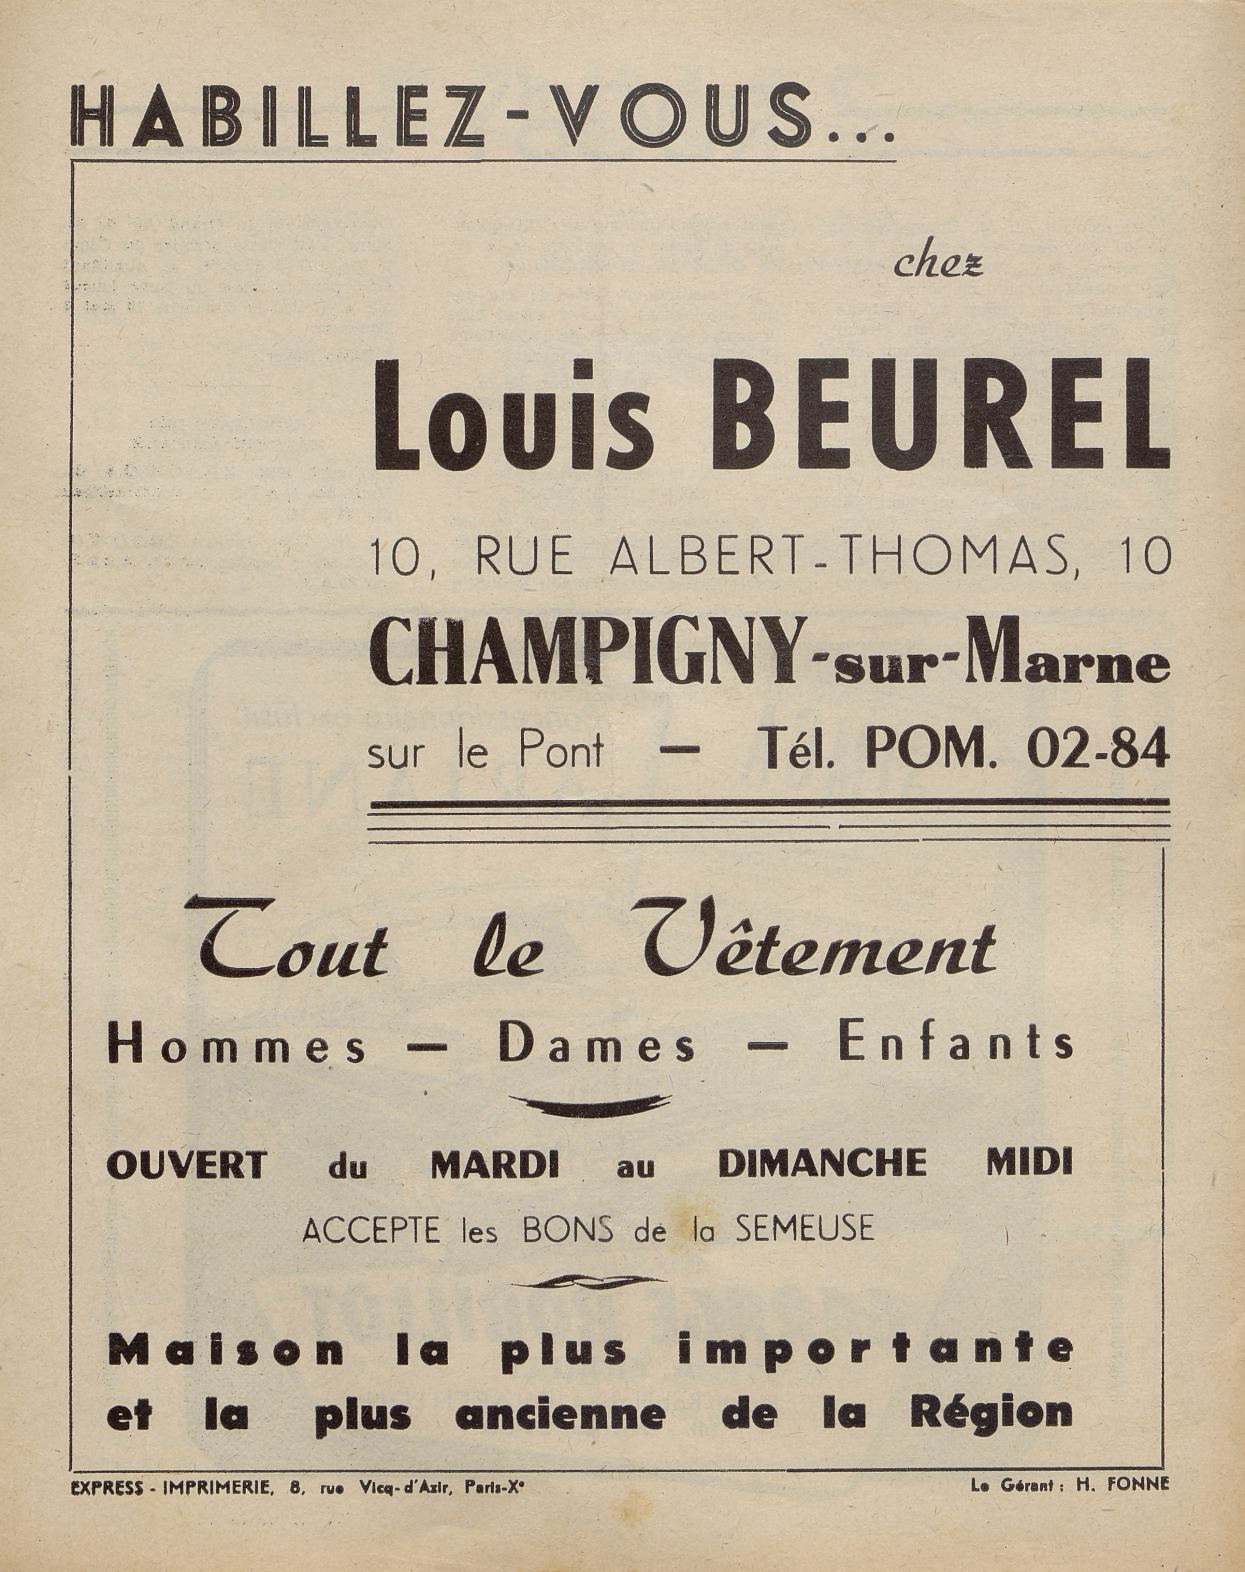 HABILLEZ-VOUS...
chez
Louis BEUREL
10, RUE ALBERT-THOMAS, 10
CHAMPIGNY-sur-Marne
sur le Pont — Tél. POM. 02-84
Tout le Vêtement
Hommes — Dames — Enfants
OUVERT du MARDI au DIMANCHE MIDI
ACCEPTE les BONS de la SEMEUSE
Maison la plus importante
et la plus ancienne de la Région
EXPRESS - IMPRIMERIE, 8, rue Vicq-d'Azir, Paris-Xe
Le Gérant : H. FONNE